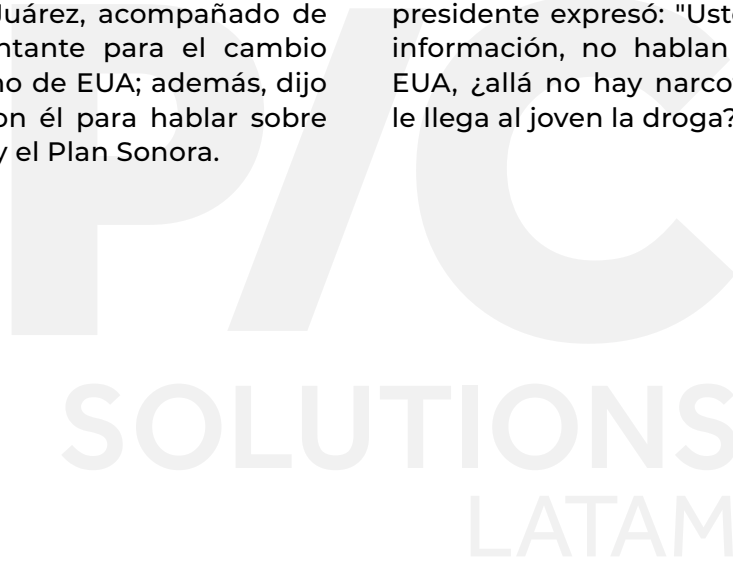 Juárez, acompañado de
ntante para el cambio
no de EUA; además, dijo
on él para hablar sobre
y el Plan Sonora.
presidente expresó: "Uste
información, no hablan
EUA, ¿allá no hay narco
le llega al joven la droga?
P/C
SOLUTIONS
LATAM